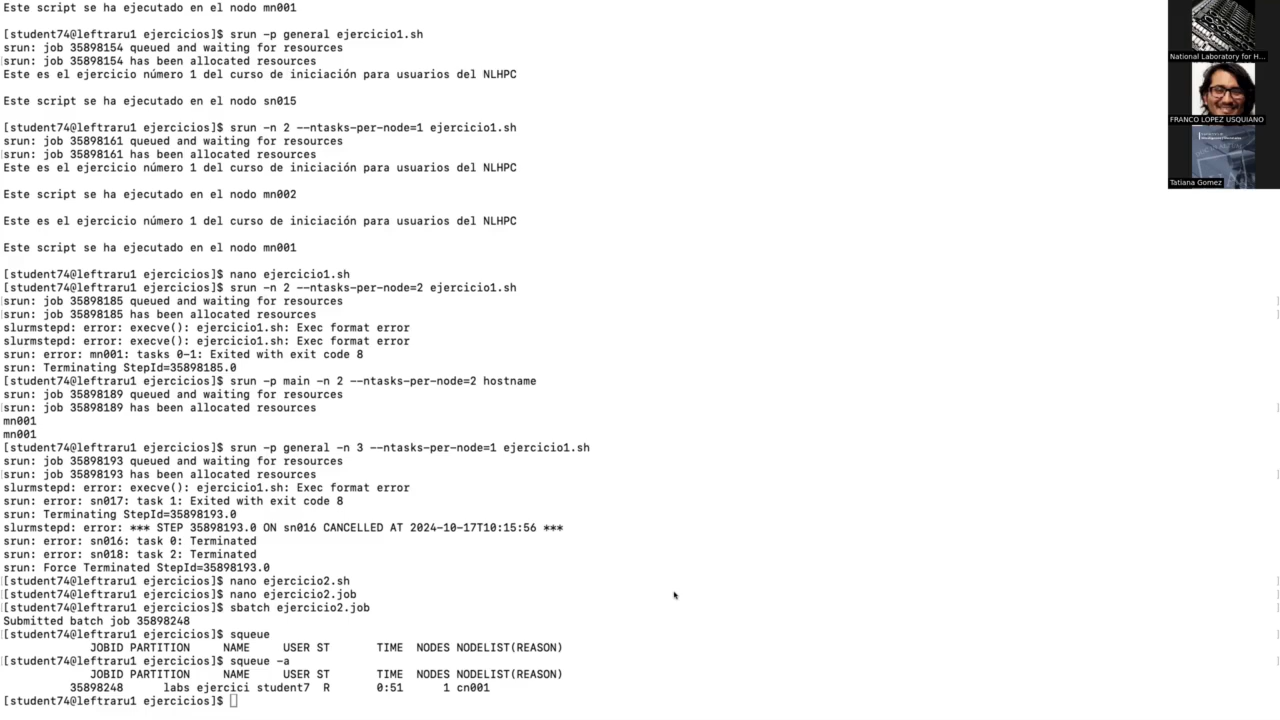 Este script se ha ejecutado en el nodo mn001
[student74@leftraru1 ejercicios]$ srun -p general ejercicio1.sh
srun: job 35898154 queued and waiting for resources
srun: job 35898154 has been allocated resources
Este es el ejercicio número 1 del curso de iniciación para usuarios del NLHPC
Este script se ha ejecutado en el nodo sn015
[student74@leftraru1 ejercicios]$ srun -n 2 --ntasks-per-node=1 ejercicio1.sh
srun: job 35898161 queued and waiting for resources
srun: job 35898161 has been allocated resources
Este es el ejercicio número 1 del curso de iniciación para usuarios del NLHPC
Este script se ha ejecutado en el nodo mn002
Este es el ejercicio número 1 del curso de iniciación para usuarios del NLHPC
Este script se ha ejecutado en el nodo mn001
[student74@leftraru1 ejercicios]$ nano ejercicio1.sh
[student74@leftraru1 ejercicios]$ srun -n 2 --ntasks-per-node=2 ejercicio1.sh
srun: job 35898185 queued and waiting for resources
srun: job 35898185 has been allocated resources
slurmstepd: error: execve(): ejercicio1.sh: Exec format error
slurmstepd: error: execve(): ejercicio1.sh: Exec format error
srun: error: mn001: tasks 0-1: Exited with exit code 8
srun: Terminating StepId=35898185.0
[student74@leftraru1 ejercicios]$ srun -p main -n 2 --ntasks-per-node=2 hostname
srun: job 35898189 queued and waiting for resources
srun: job 35898189 has been allocated resources
mn001
mn001
[student74@leftraru1 ejercicios]$ srun -p general -n 3 --ntasks-per-node=1 ejercicio1.sh
srun: job 35898193 queued and waiting for resources
srun: job 35898193 has been allocated resources
slurmstepd: error: execve(): ejercicio1.sh: Exec format error
srun: error: sn017: task 1: Exited with exit code 8
srun: Terminating StepId=35898193.0
slurmstepd: error: *** STEP 35898193.0 ON sn016 CANCELLED AT 2024-10-17T10:15:56 ***
srun: error: sn016: task 0: Terminated
srun: error: sn018: task 2: Terminated
srun: Force Terminated StepId=35898193.0
[student74@leftraru1 ejercicios]$ nano ejercicio2.sh
[student74@leftraru1 ejercicios]$ nano ejercicio2.job
[student74@leftraru1 ejercicios]$ sbatch ejercicio2.job
Submitted batch job 35898248
[student74@leftraru1 ejercicios]$ squeue
JOBID PARTITION NAME USER ST TIME NODES NODELIST(REASON)
[student74@leftraru1 ejercicios]$ squeue -a
JOBID PARTITION NAME USER ST TIME NODES NODELIST(REASON)
35898248 labs ejercici student7 R 0:51 1 cn001
[student74@leftraru1 ejercicios]$
National Laboratory for H...
FRANCO LOPEZ USQUIANO
Tatiana Gomez